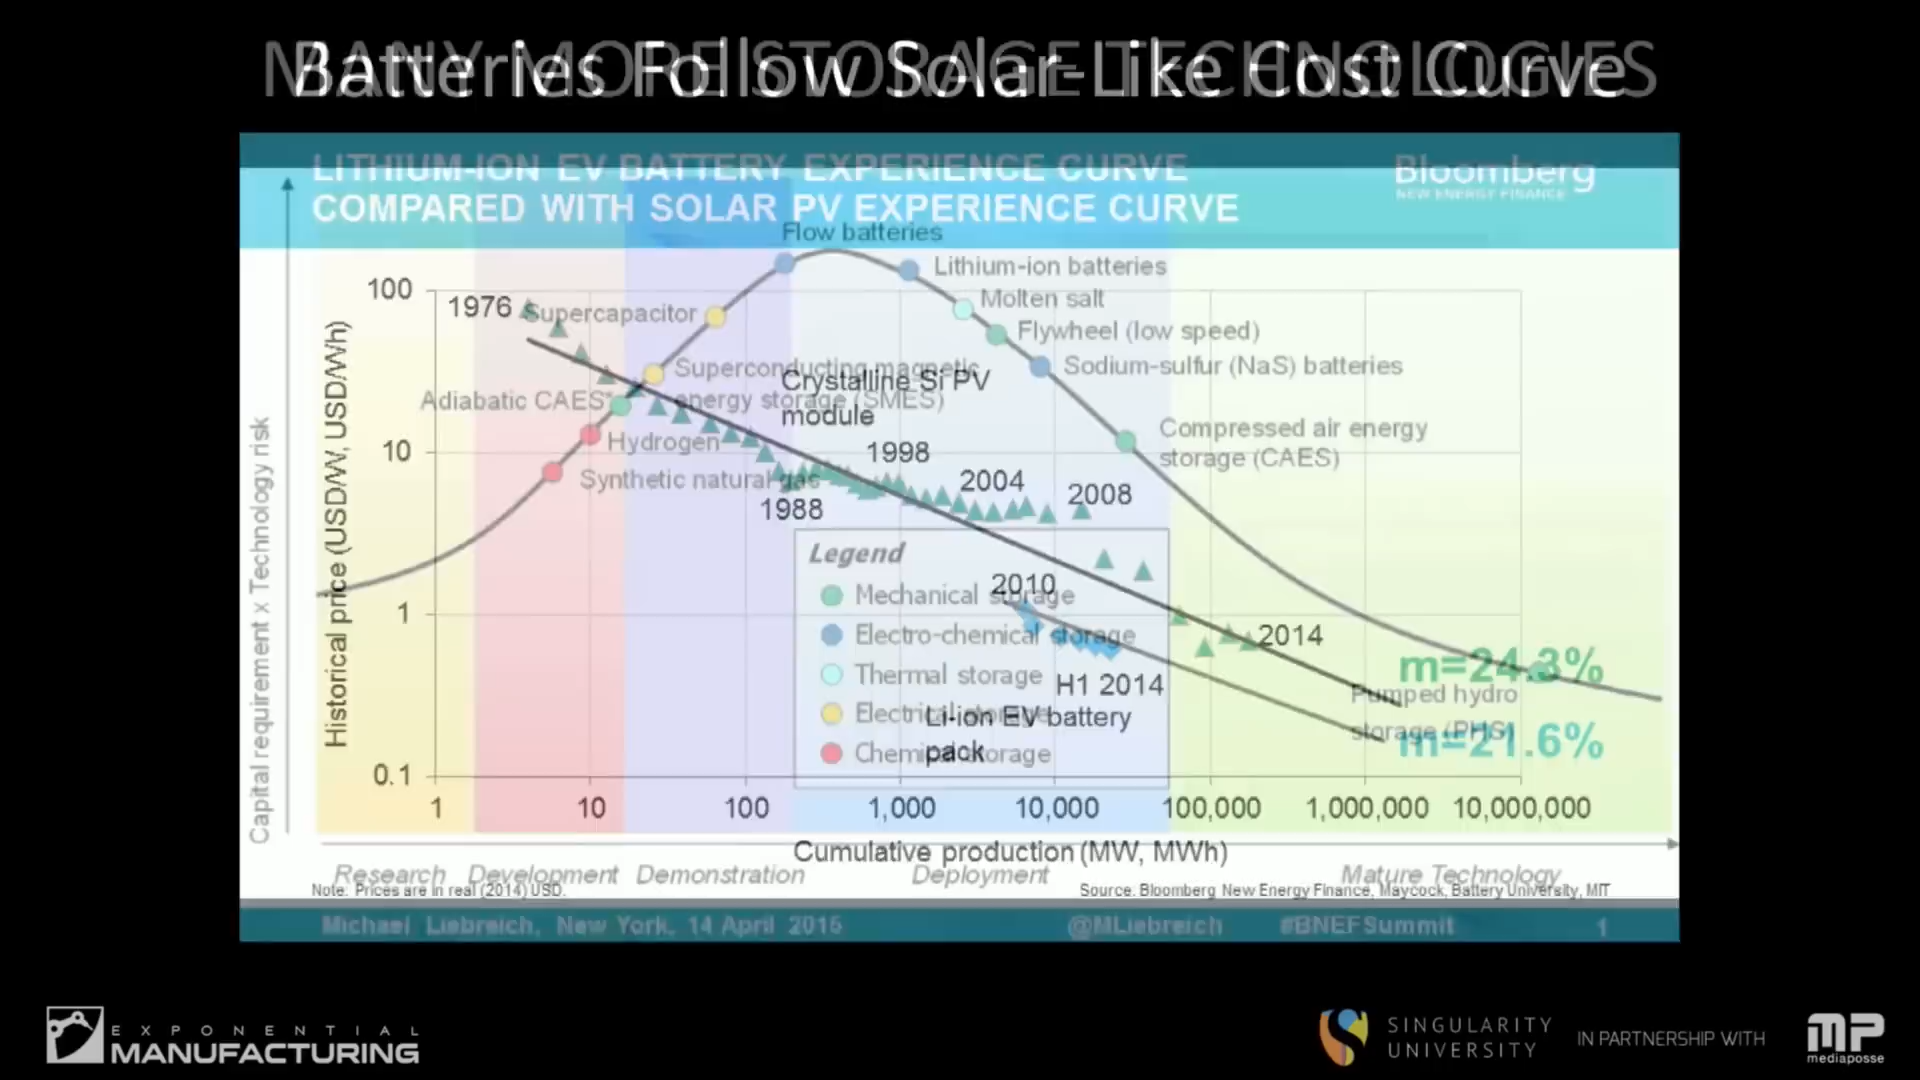 Batteries Follow Solar-Like Cost Curve
MANY MORE STORAGE TECHNOLOGIES
LITHIUM-ION EV BATTERY EXPERIENCE CURVE
COMPARED WITH SOLAR PV EXPERIENCE CURVE
Bloomberg
NEW ENERGY FINANCE
Flow batteries
Lithium-ion batteries
Molten salt
Flywheel (low speed)
Sodium-sulfur (NaS) batteries
Compressed air energy
storage (CAES)
Supercapacitor
Superconducting magnetic
energy storage (SMES)
Adiabatic CAES
Hydrogen
Synthetic natural gas
Pumped hydro
storage (PHS)
Crystalline Si PV
module
1976
1988
1998
2004
2008
2010
2014
H1 2014
Li-ion EV battery
pack
m=24.3%
m=21.6%
Legend
Mechanical storage
Electro-chemical storage
Thermal storage
Electrical storage
Chemical storage
Capital requirement x Technology risk
Historical price (USD/W, USD/Wh)
100
10
1
0.1
1 10 100 1,000 10,000 100,000 1,000,000 10,000,000
Cumulative production (MW, MWh)
Research Development Demonstration Deployment Mature Technology
Note: Prices are in real (2014) USD.
Source: Bloomberg New Energy Finance, Maycock, Battery University, MIT
Michael Liebreich, New York, 14 April 2015 @MLiebreich #BNEFSummit 1
EXPONENTIAL
MANUFACTURING
SINGULARITY
UNIVERSITY
IN PARTNERSHIP WITH
MP
mediaposse